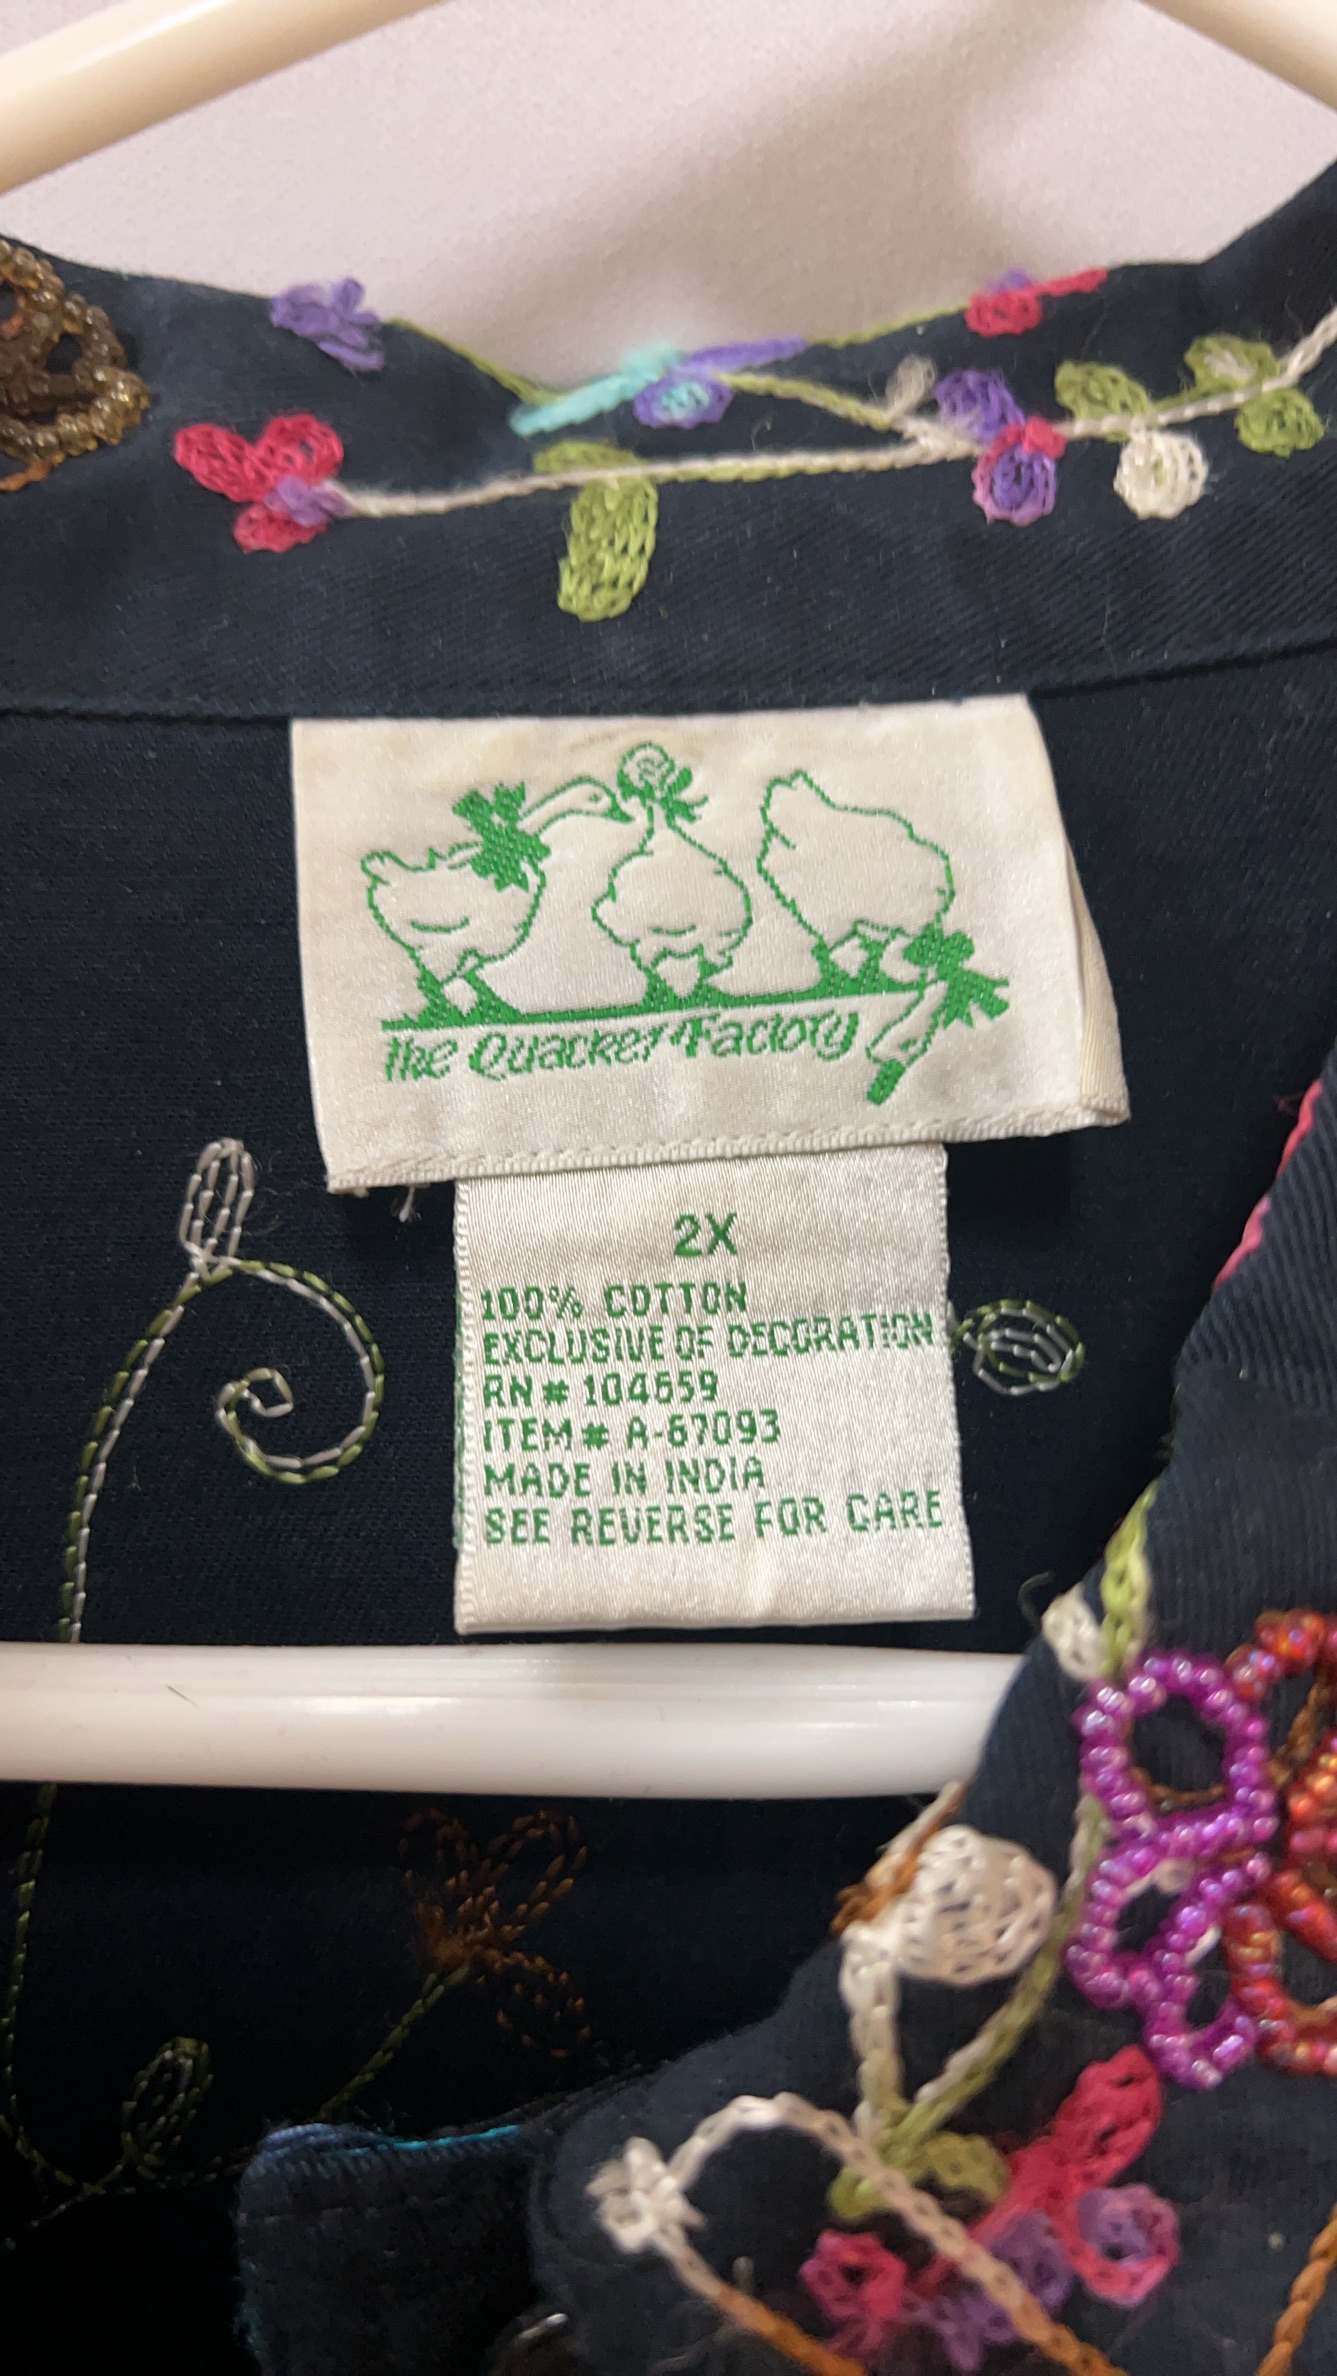 the Quacker Factory
2X
100% COTTON
EXCLUSIVE OF DECORATION
RN# 104659
ITEM# A-67093
MADE IN INDIA
SEE REVERSE FOR CARE